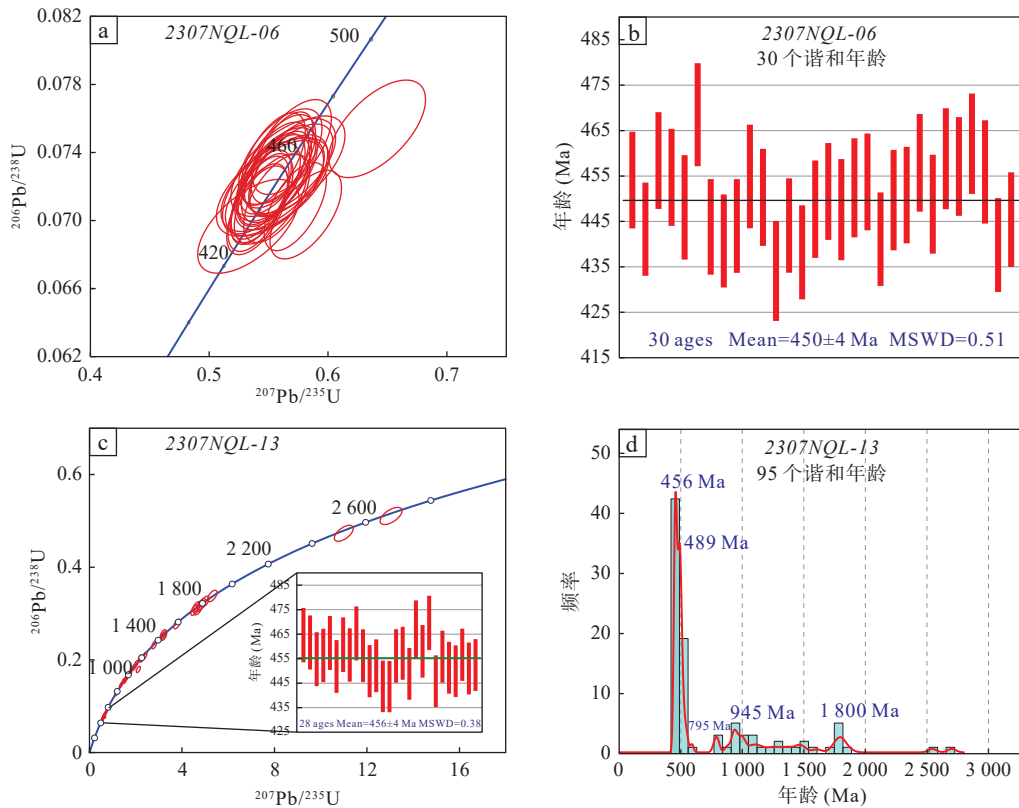 a
2307NQL-06
0.082
0.078
0.074
0.070
0.066
0.062
500
460
420
0.4
0.5
0.6
0.7
²⁰⁶Pb/²³⁸U
²⁰⁷Pb/²³⁵U
b
2307NQL-06
30 个谐和年龄
485
475
465
455
445
435
425
415
年龄 (Ma)
30 ages Mean=450±4 Ma MSWD=0.51
c
2307NQL-13
0.6
0.4
0.2
0
2 600
2 200
1 800
1 400
1 000
0
4
8
12
16
²⁰⁶Pb/²³⁸U
²⁰⁷Pb/²³⁵U
485
475
465
455
445
435
425
年龄 (Ma)
28 ages Mean=456±4 Ma MSWD=0.38
d
2307NQL-13
95 个谐和年龄
50
40
30
20
10
0
456 Ma
489 Ma
795 Ma
945 Ma
1 800 Ma
频率
0
500
1 000
1 500
2 000
2 500
3 000
年龄 (Ma)